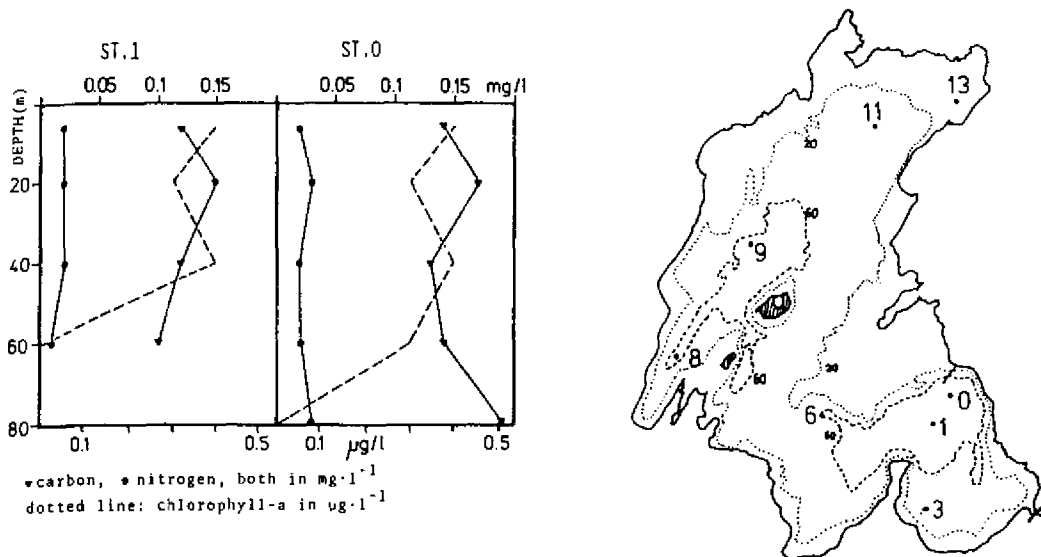 ST.1 ST.0
0.05 0.1 0.15 0.05 0.1 0.15 mg/l
DEPTH (m)
20
40
60
80
0.1 0.5 0.1 µg/l 0.5
▾ carbon, • nitrogen, both in mg·l⁻¹
dotted line: chlorophyll-a in µg·l⁻¹
13
11
20
60
9
8
60
20
0
6
1
60
3